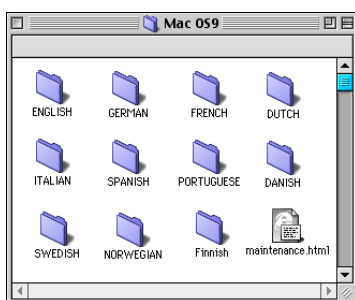 Mac OS9
ENGLISH GERMAN FRENCH DUTCH
ITALIAN SPANISH PORTUGUESE DANISH
SWEDISH NORWEGIAN Finnish maintenance.html